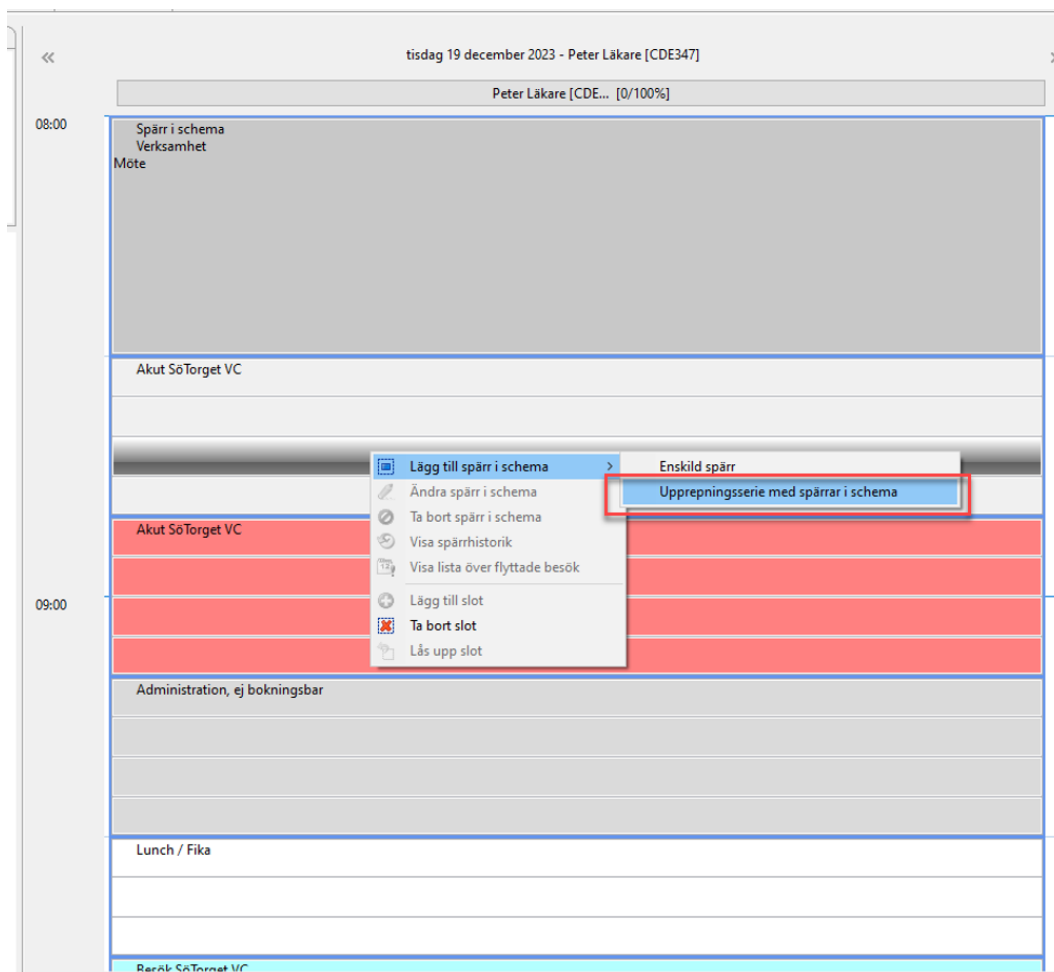 «
tisdag 19 december 2023 - Peter Läkare [CDE347]
Peter Läkare [CDE... [0/100%]
08:00
Spärr i schema
Verksamhet
Möte
Akut SöTorget VC
Lägg till spärr i schema
Enskild spärr
Ändra spärr i schema
Upprepningsserie med spärrar i schema
Ta bort spärr i schema
Akut SöTorget VC
Visa spärrhistorik
Visa lista över flyttade besök
09:00
Lägg till slot
Ta bort slot
Lås upp slot
Administration, ej bokningsbar
Lunch / Fika
Besök SöTorget VC